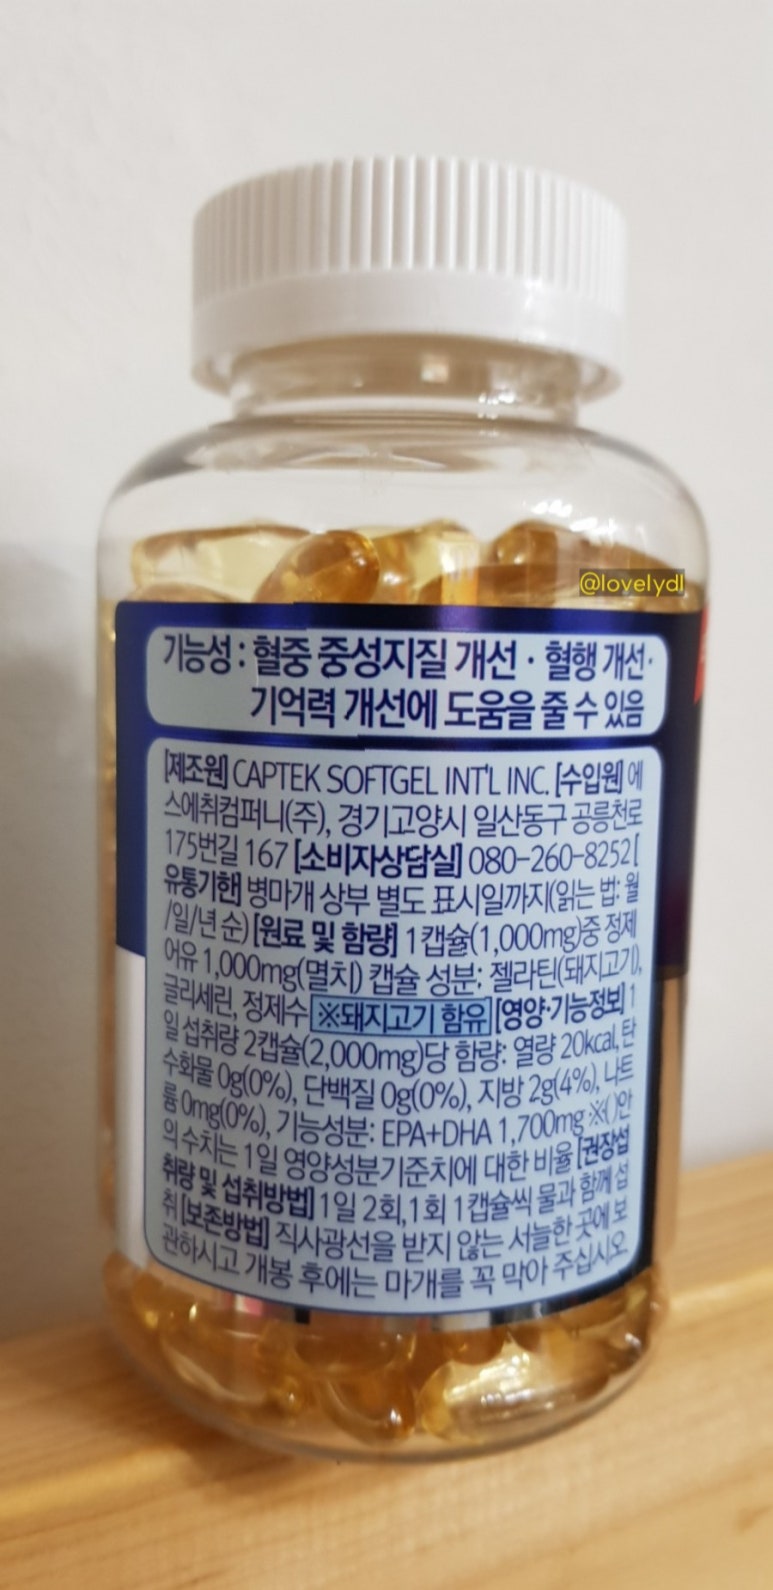 @lovelydl
기능성 : 혈중 중성지질 개선 · 혈행 개선·
기억력 개선에 도움을 줄 수 있음
[제조원] CAPTEK SOFTGEL INT'L INC. [수입원] 에
스에취컴퍼니(주), 경기고양시 일산동구 공릉천로
175번길 167 [소비자상담실] 080-260-8252 [
유통기한] 병마개 상부 별도 표시일까지(읽는 법: 월
/일/년 순) [원료 및 함량] 1캡슐(1,000mg)중 정제
어유 1,000mg(멸치) 캡슐 성분: 젤라틴(돼지고기),
글리세린, 정제수 ※돼지고기 함유 [영양·기능정보] 1
일 섭취량 2캡슐(2,000mg)당 함량: 열량 20kcal, 탄
수화물 0g(0%), 단백질 0g(0%), 지방 2g(4%), 나트
륨 0mg(0%), 기능성분: EPA+DHA 1,700mg ※( )안
의 수치는 1일 영양성분기준치에 대한 비율 [권장섭
취량 및 섭취방법] 1일 2회, 1회 1캡슐씩 물과 함께 섭
취 [보존방법] 직사광선을 받지 않는 서늘한 곳에 보
관하시고 개봉 후에는 마개를 꼭 막아 주십시오.